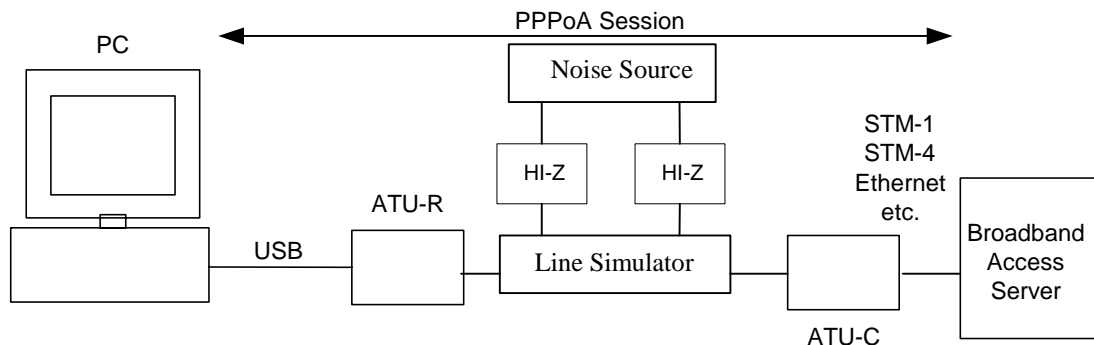 PPPoA Session
PC
Noise Source
STM-1
STM-4
Ethernet
etc.
HI-Z
HI-Z
ATU-R
USB
Line Simulator
Broadband
Access
Server
ATU-C